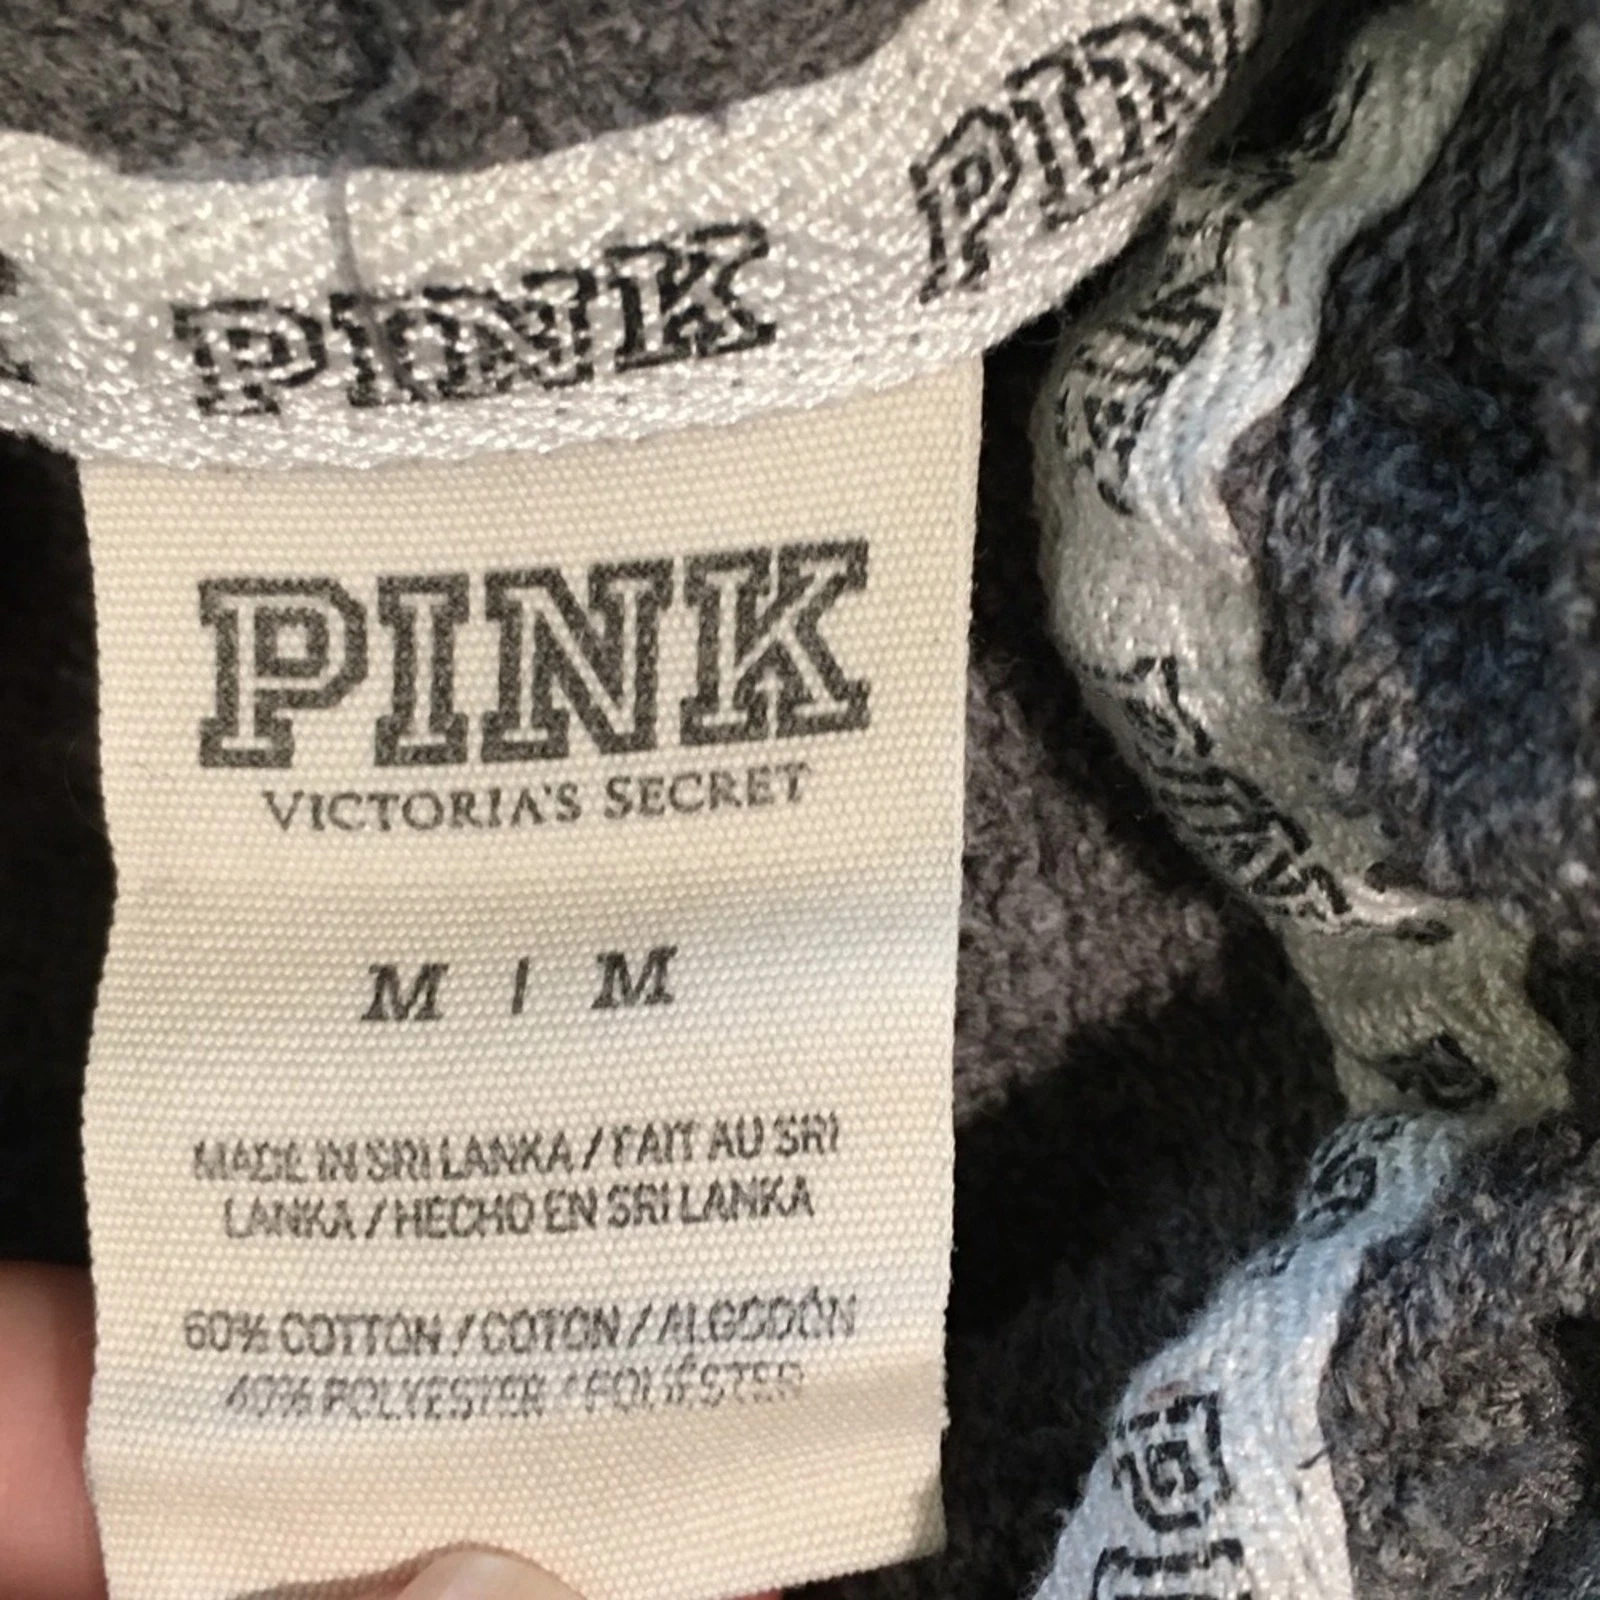 PINK
PINK
PINK
VICTORIA'S SECRET
M / M
MADE IN SRI LANKA / FAIT AU SRI
LANKA / HECHO EN SRI LANKA
60% COTTON / COTON / ALGODÓN
40% POLYESTER / POLIÉSTER